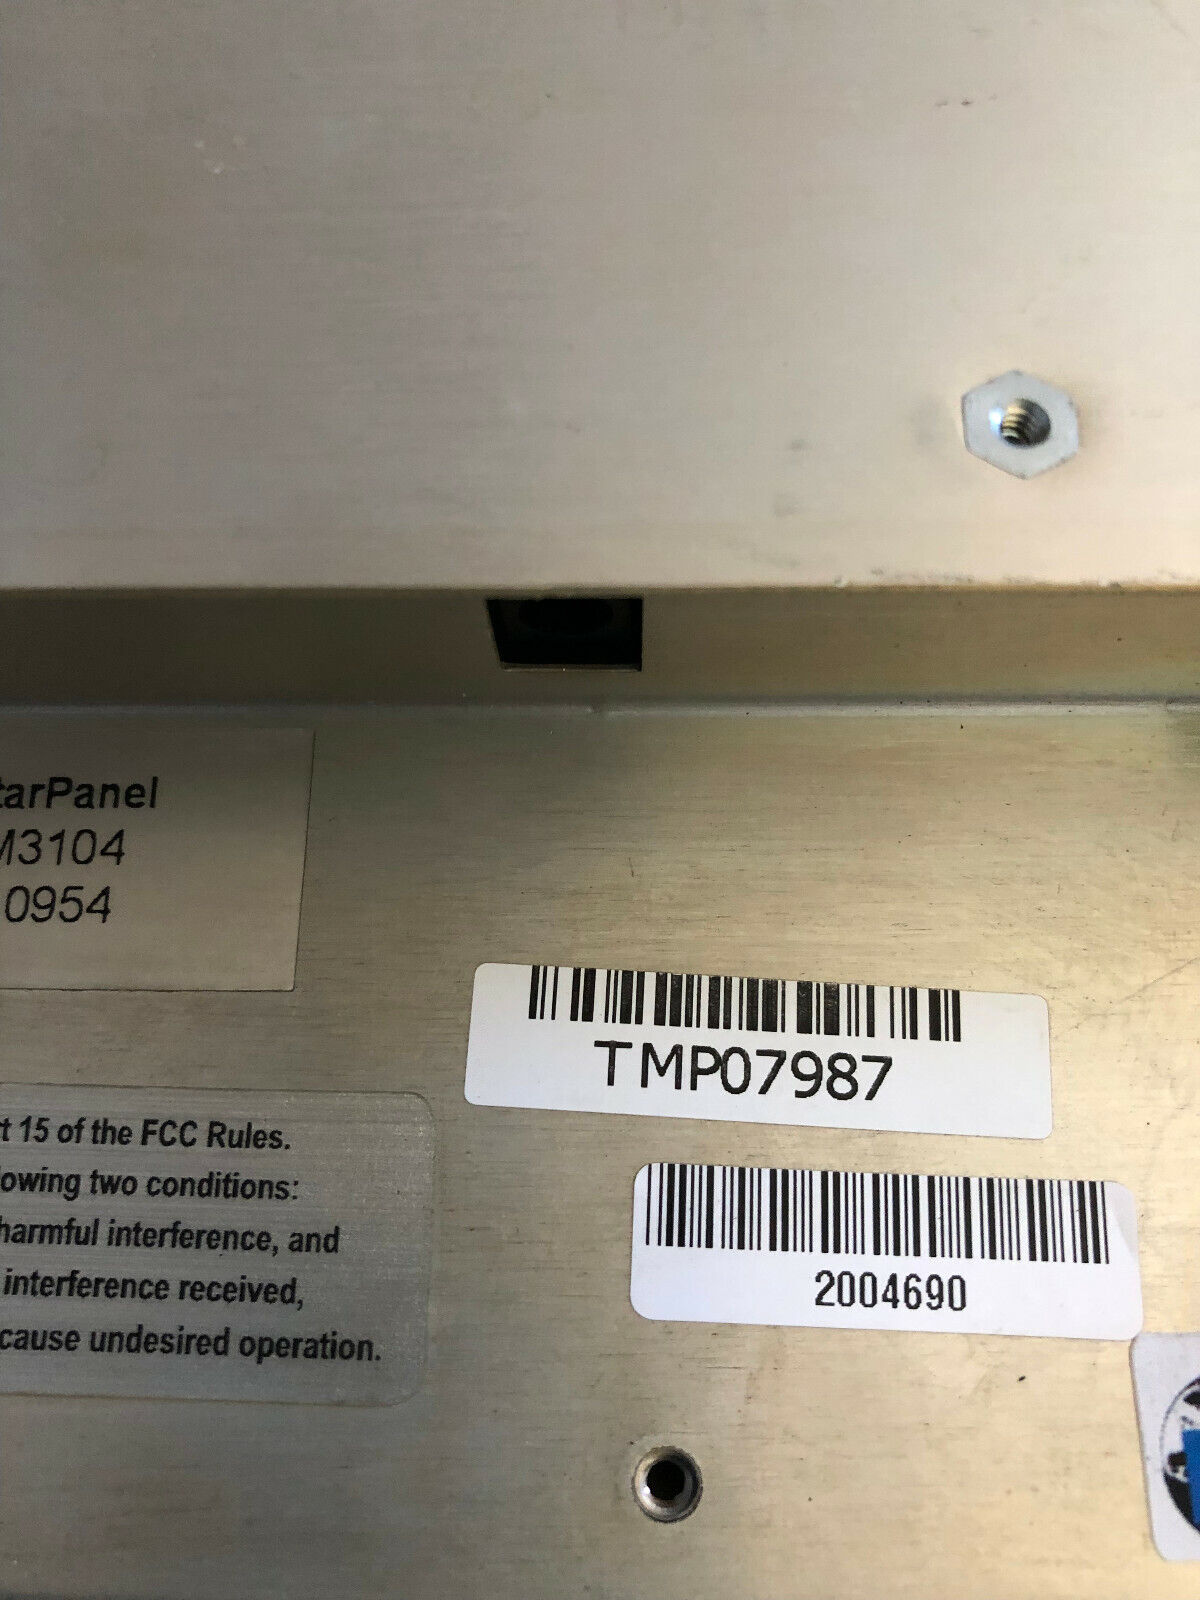 tarPanel
M3104
0954
TMP07987
t 15 of the FCC Rules.
lowing two conditions:
harmful interference, and
interference received,
cause undesired operation.
2004690